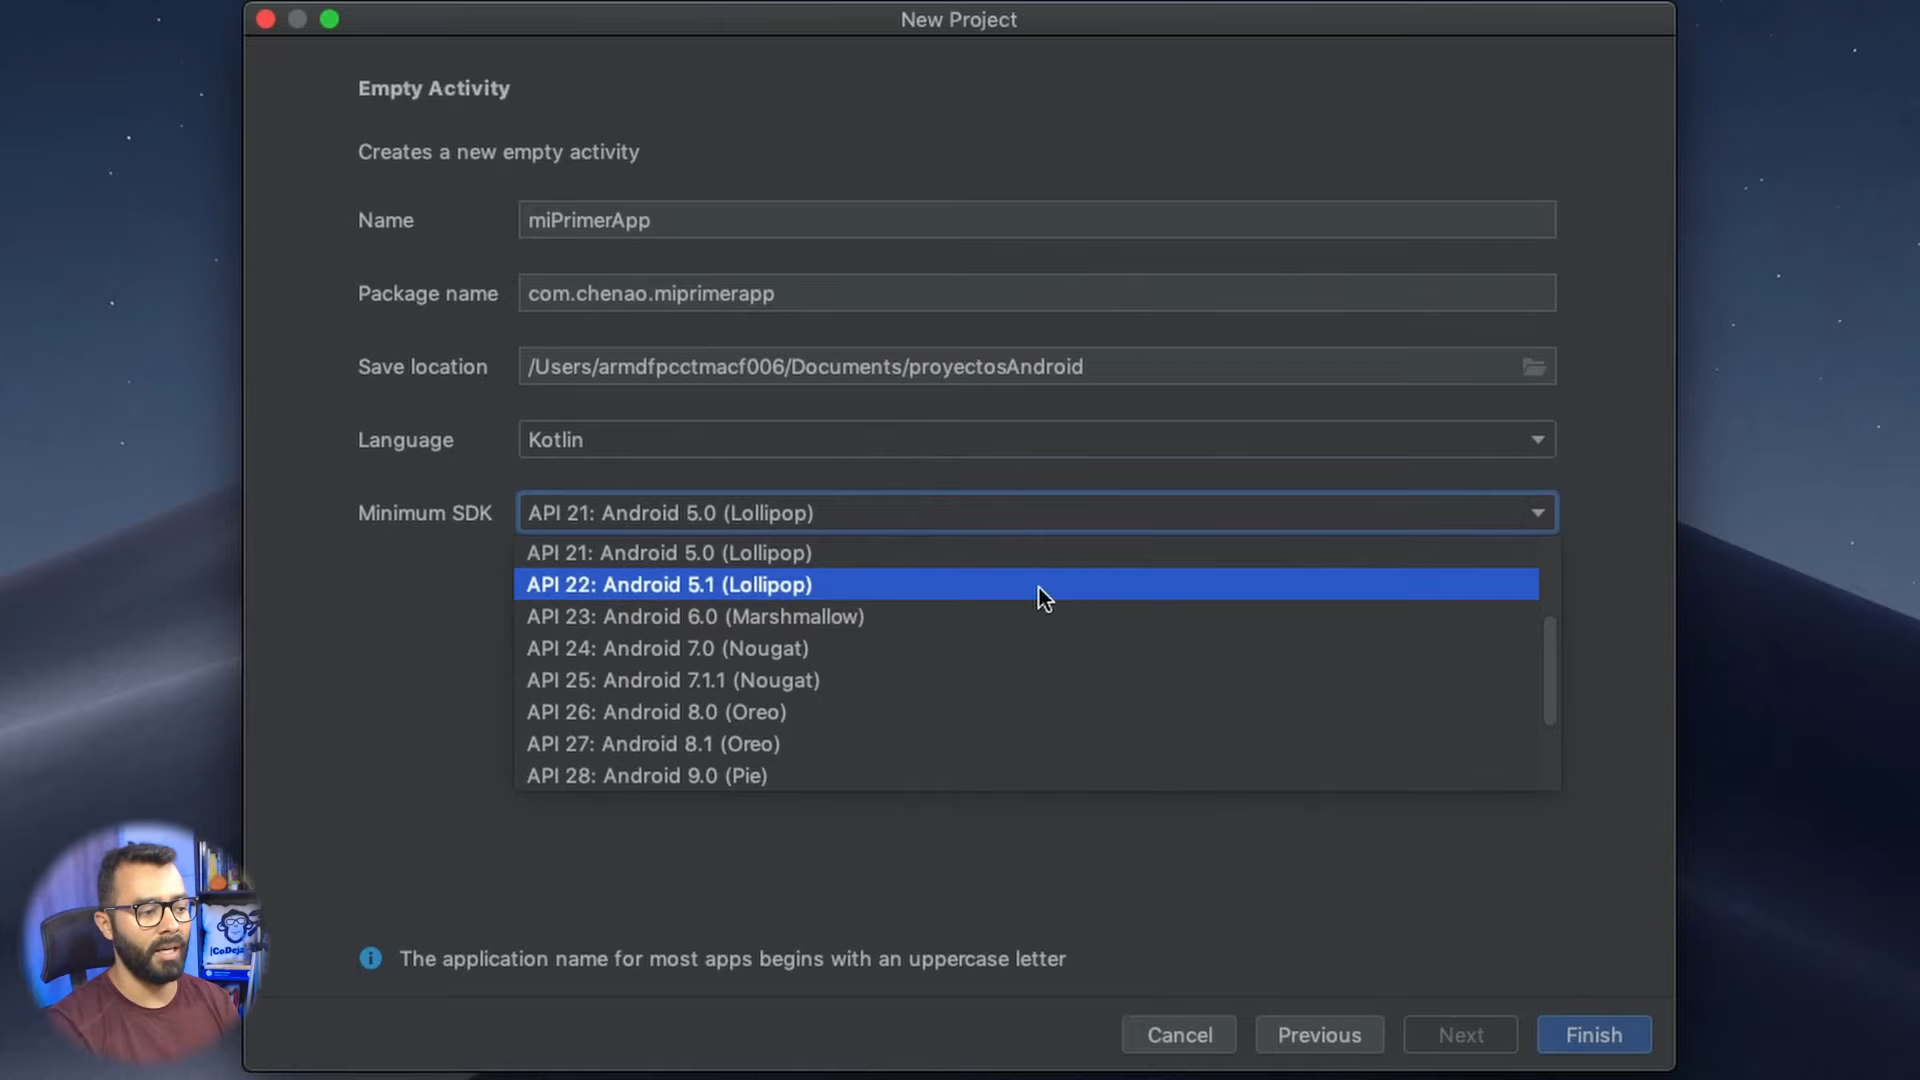 New Project
Empty Activity
Creates a new empty activity
Name miPrimerApp
Package name com.chenao.miprimerapp
Save location /Users/armdfpcctmacf006/Documents/proyectosAndroid
Language Kotlin
Minimum SDK API 21: Android 5.0 (Lollipop)
API 21: Android 5.0 (Lollipop)
API 22: Android 5.1 (Lollipop)
API 23: Android 6.0 (Marshmallow)
API 24: Android 7.0 (Nougat)
API 25: Android 7.1.1 (Nougat)
API 26: Android 8.0 (Oreo)
API 27: Android 8.1 (Oreo)
API 28: Android 9.0 (Pie)
The application name for most apps begins with an uppercase letter
Cancel Previous Next Finish